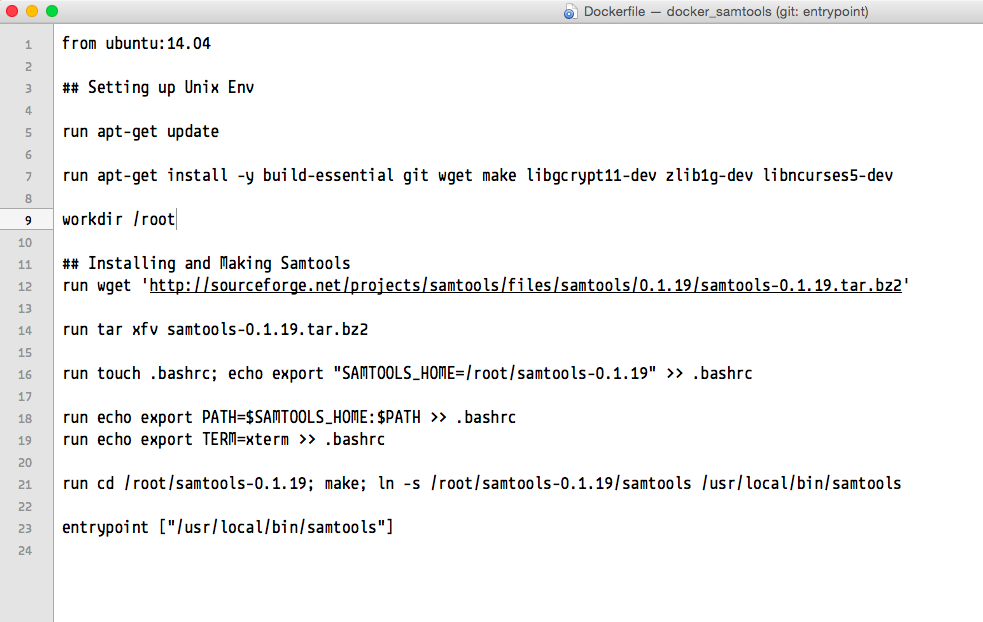 Dockerfile — docker_samtools (git: entrypoint)
1 from ubuntu:14.04
2
3 ## Setting up Unix Env
4
5 run apt-get update
6
7 run apt-get install -y build-essential git wget make libgcrypt11-dev zlib1g-dev libncurses5-dev
8
9 workdir /root
10
11 ## Installing and Making Samtools
12 run wget 'http://sourceforge.net/projects/samtools/files/samtools/0.1.19/samtools-0.1.19.tar.bz2'
13
14 run tar xfv samtools-0.1.19.tar.bz2
15
16 run touch .bashrc; echo export "SAMTOOLS_HOME=/root/samtools-0.1.19" >> .bashrc
17
18 run echo export PATH=$SAMTOOLS_HOME:$PATH >> .bashrc
19 run echo export TERM=xterm >> .bashrc
20
21 run cd /root/samtools-0.1.19; make; ln -s /root/samtools-0.1.19/samtools /usr/local/bin/samtools
22
23 entrypoint ["/usr/local/bin/samtools"]
24